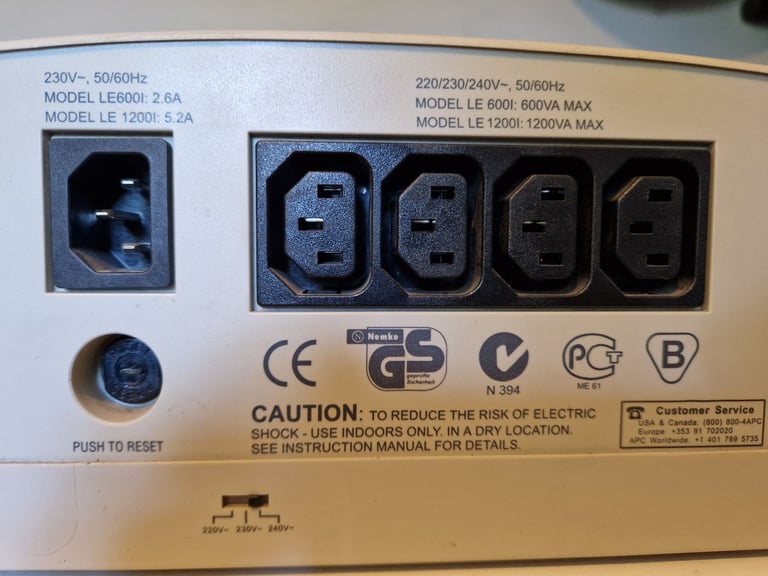 230V~, 50/60Hz
MODEL LE600I: 2.6A
MODEL LE 1200I: 5.2A
220/230/240V~, 50/60Hz
MODEL LE 600I: 600VA MAX
MODEL LE 1200I: 1200VA MAX
CE
N Nemko
GS
geprüfte
Sicherheit
N 394
PCT
ME 61
B
PUSH TO RESET
CAUTION: TO REDUCE THE RISK OF ELECTRIC
SHOCK - USE INDOORS ONLY. IN A DRY LOCATION.
SEE INSTRUCTION MANUAL FOR DETAILS.
Customer Service
USA & Canada: (800) 800-4APC
Europe: +353 91 702020
APC Worldwide: +1 401 789 5735
220V~ 230V~ 240V~